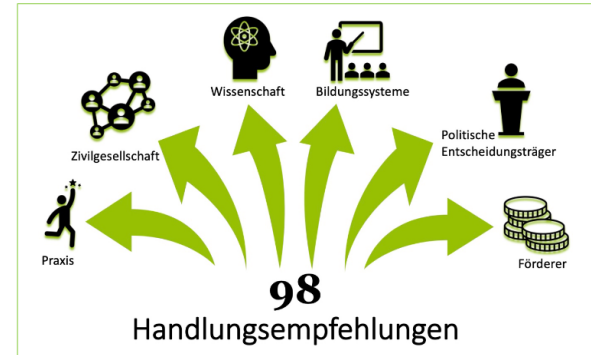 Wissenschaft
Bildungssysteme
Zivilgesellschaft
Politische
Entscheidungsträger
Praxis
Förderer
98
Handlungsempfehlungen